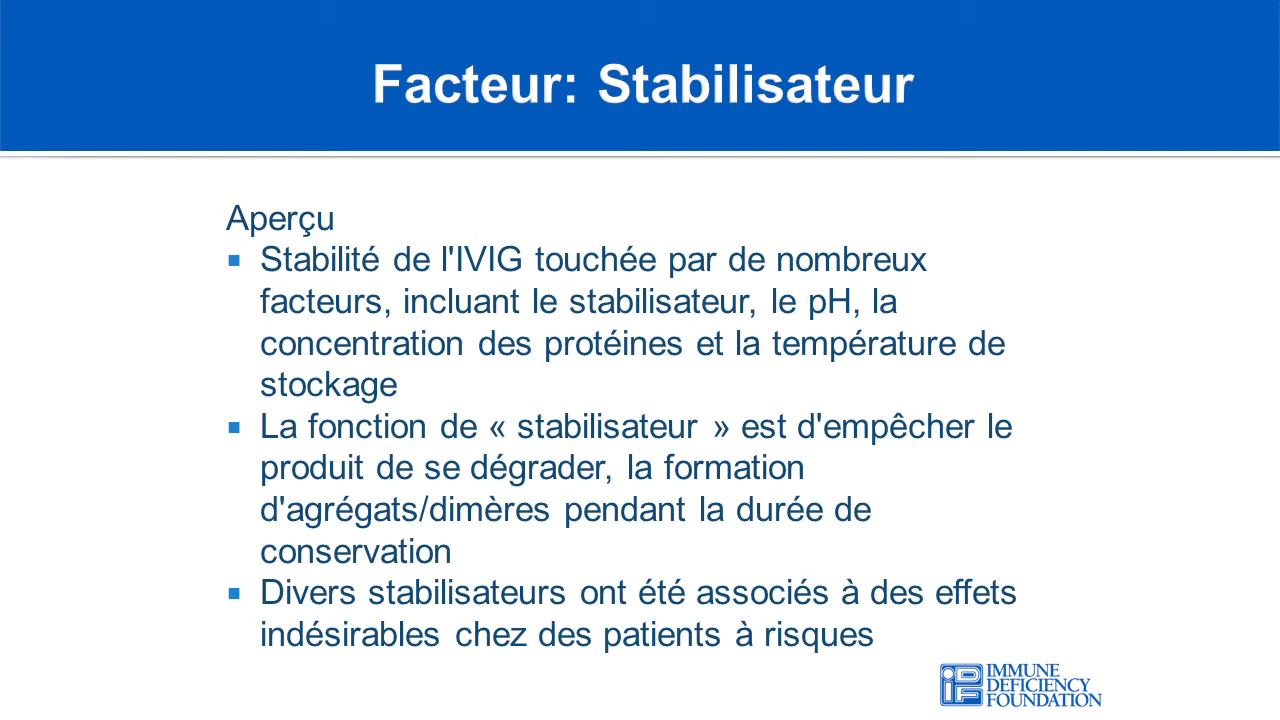 Facteur: Stabilisateur
Aperçu
▪ Stabilité de l'IVIG touchée par de nombreux
facteurs, incluant le stabilisateur, le pH, la
concentration des protéines et la température de
stockage
▪ La fonction de « stabilisateur » est d'empêcher le
produit de se dégrader, la formation
d'agrégats/dimères pendant la durée de
conservation
▪ Divers stabilisateurs ont été associés à des effets
indésirables chez des patients à risques
IDF
IMMUNE
DEFICIENCY
FOUNDATION